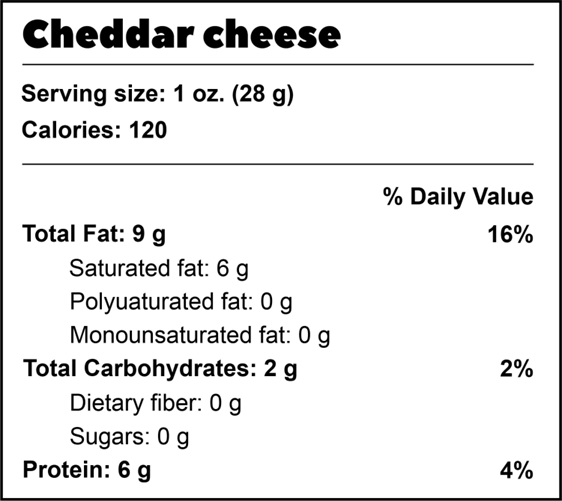 Cheddar cheese
Serving size: 1 oz. (28 g)
Calories: 120
% Daily Value
Total Fat: 9 g 16%
Saturated fat: 6 g
Polyuaturated fat: 0 g
Monounsaturated fat: 0 g
Total Carbohydrates: 2 g 2%
Dietary fiber: 0 g
Sugars: 0 g
Protein: 6 g 4%